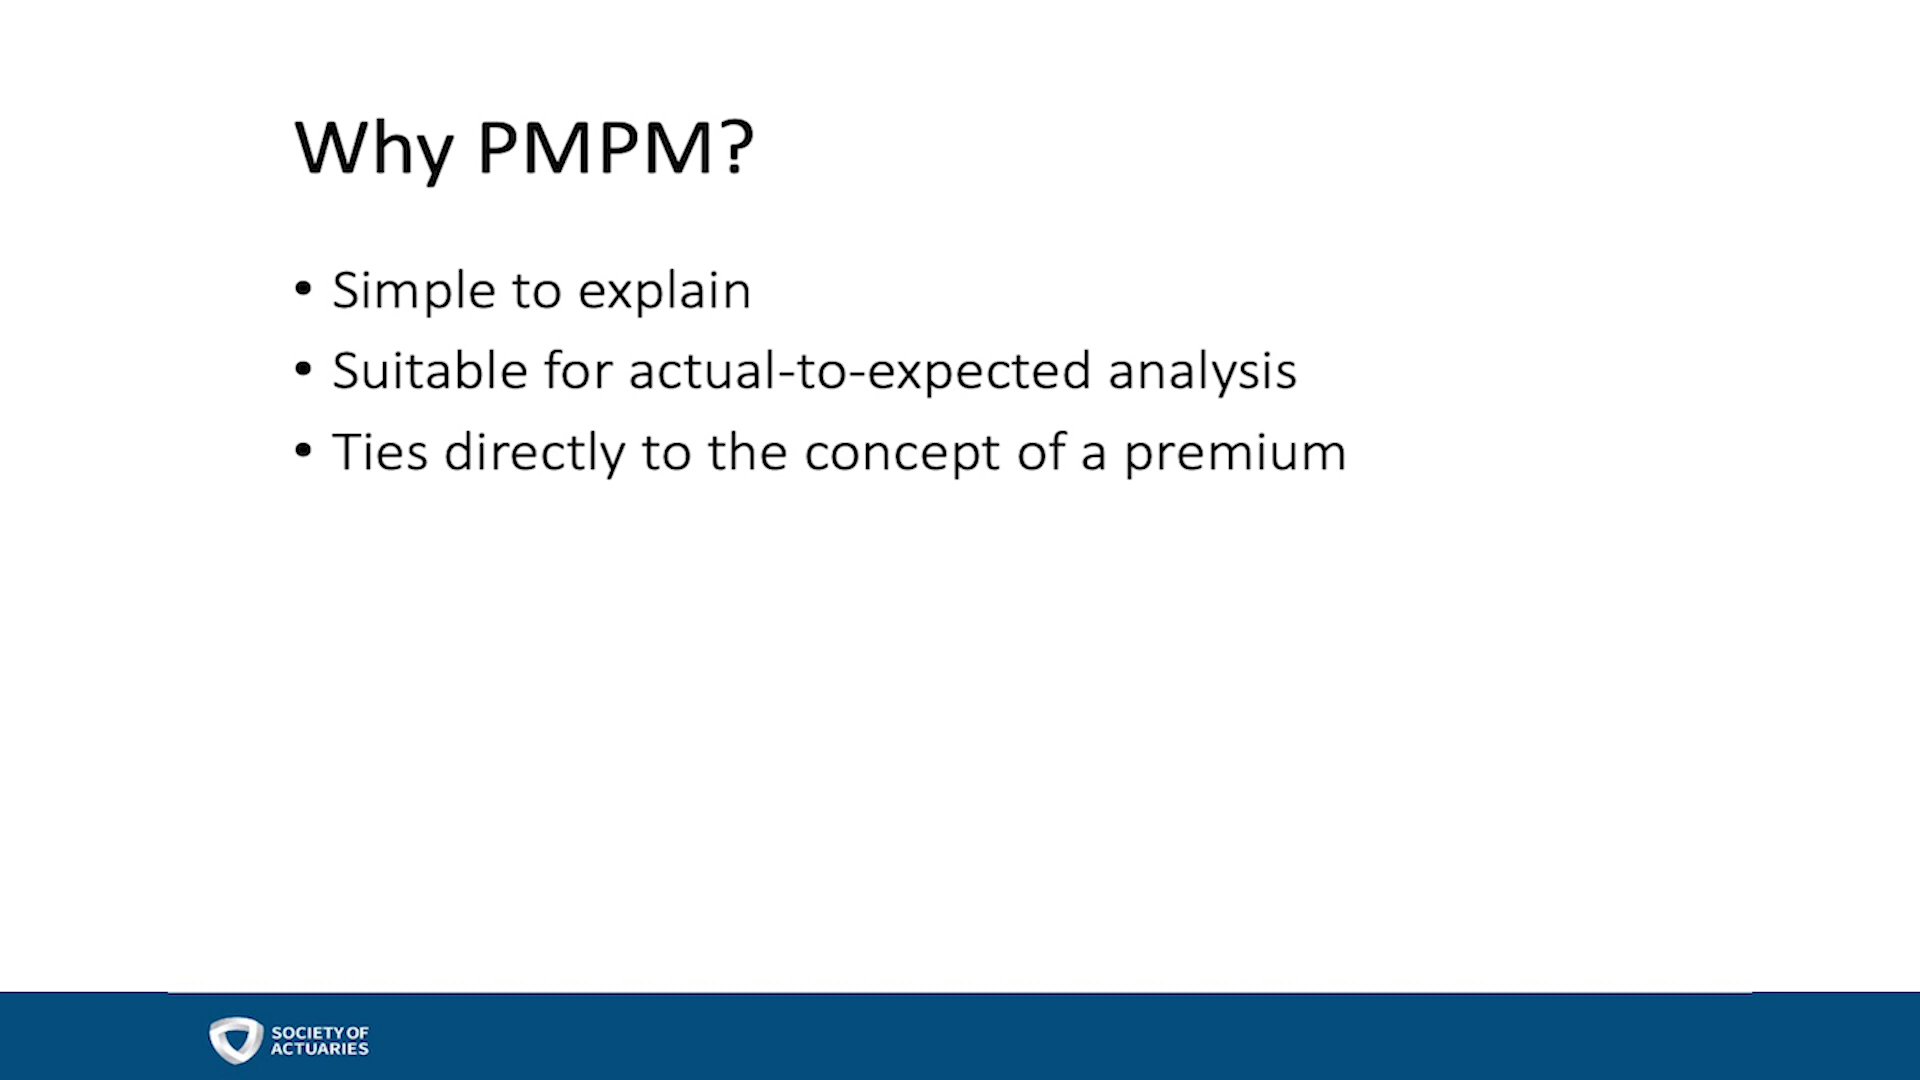 Why PMPM?
• Simple to explain
• Suitable for actual-to-expected analysis
• Ties directly to the concept of a premium
SOCIETY OF
ACTUARIES